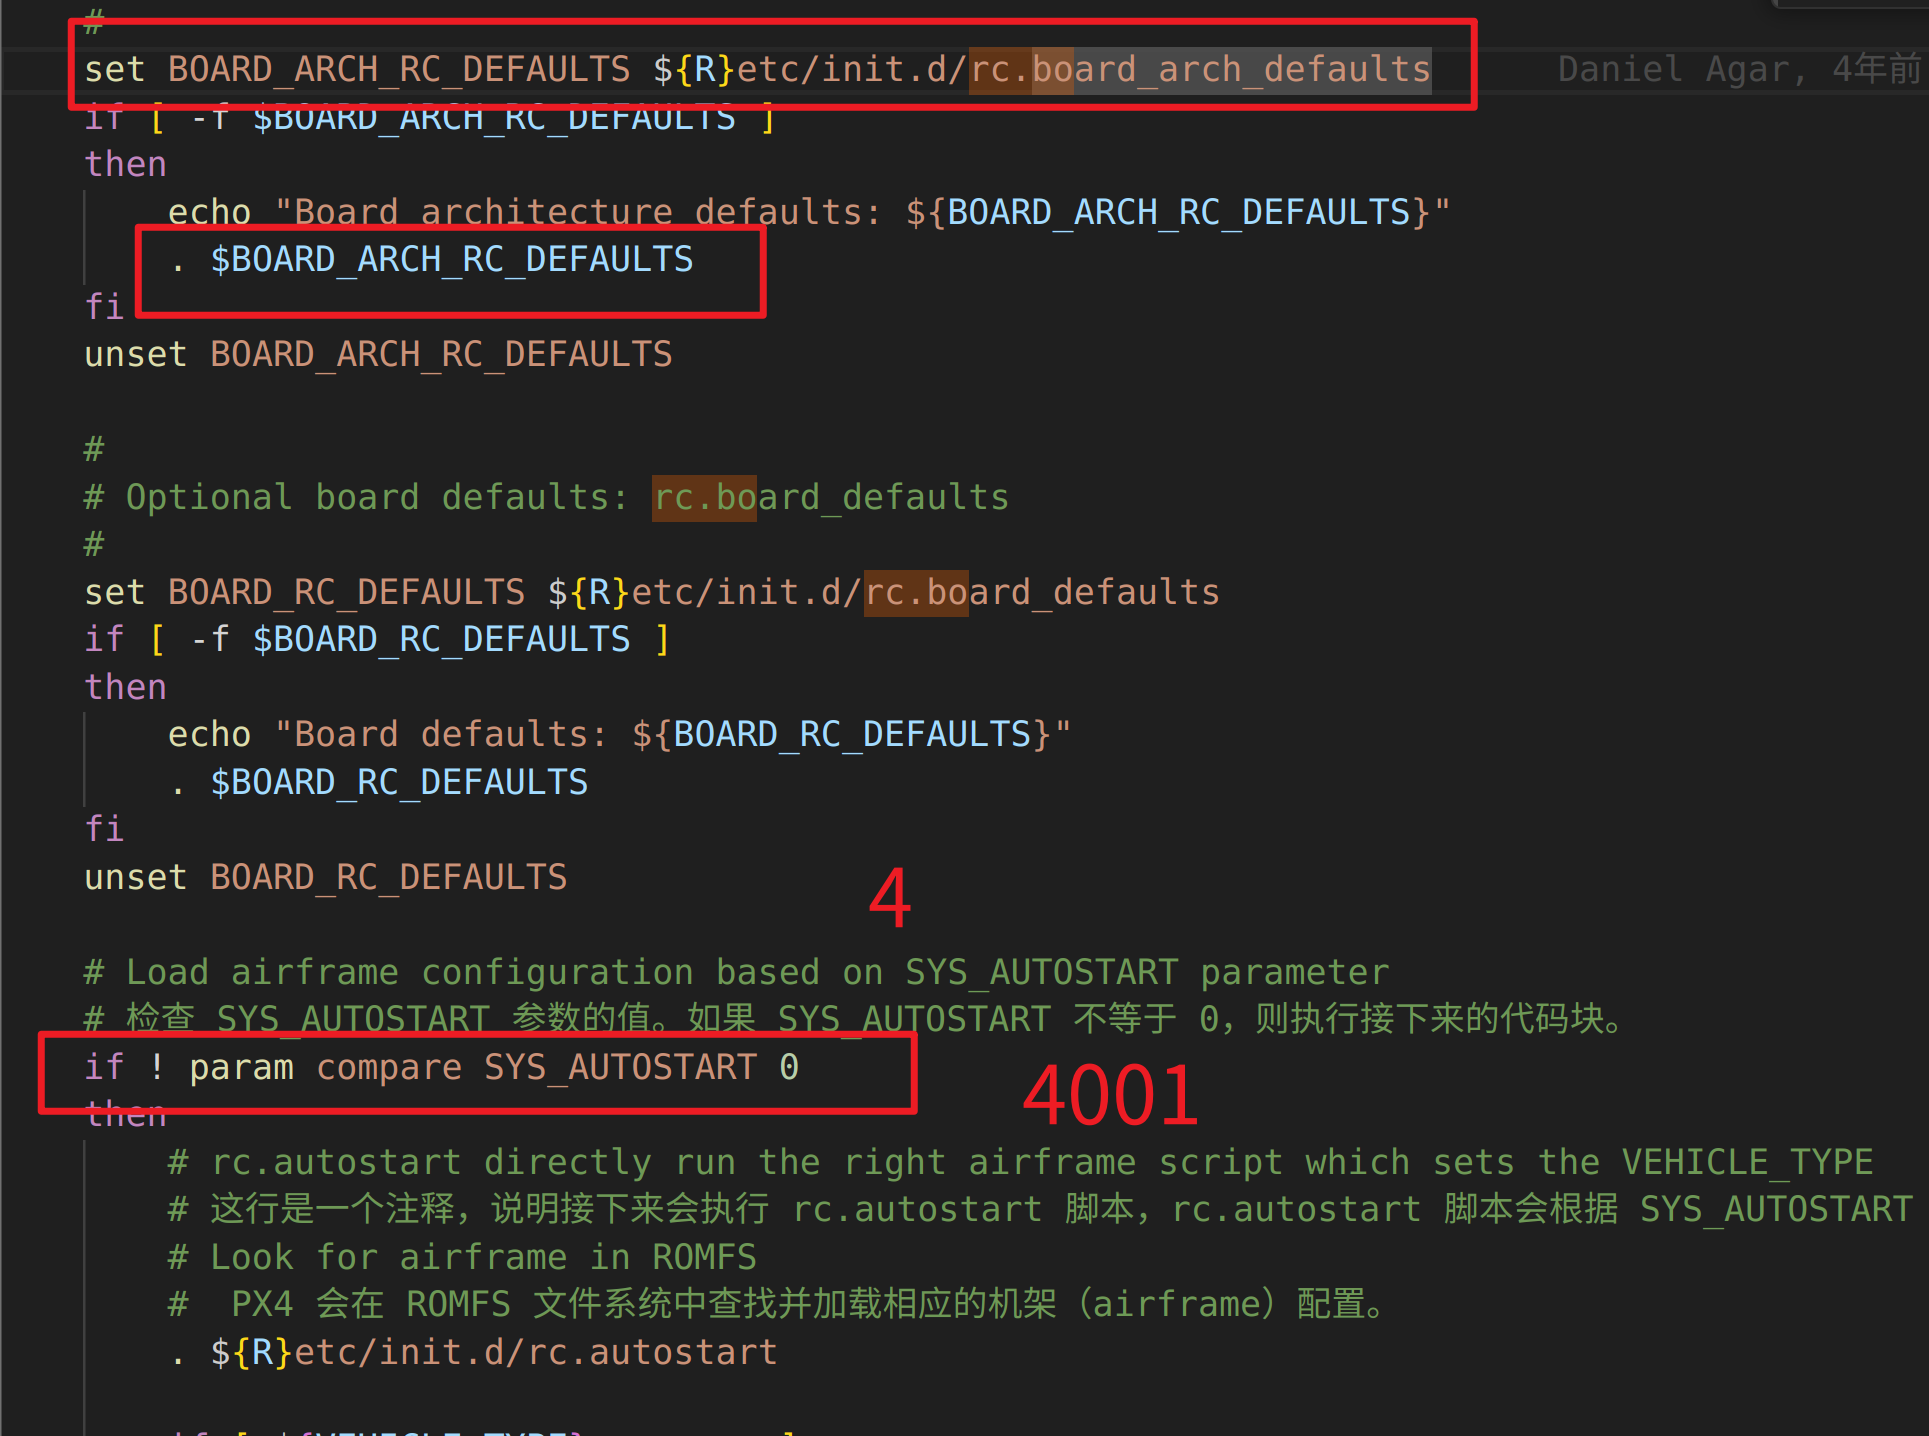 #
set BOARD_ARCH_RC_DEFAULTS ${R}etc/init.d/rc.board_arch_defaults Daniel Agar, 4年前
if [ -f $BOARD_ARCH_RC_DEFAULTS ]
then
echo "Board architecture defaults: ${BOARD_ARCH_RC_DEFAULTS}"
. $BOARD_ARCH_RC_DEFAULTS
fi
unset BOARD_ARCH_RC_DEFAULTS
#
# Optional board defaults: rc.board_defaults
#
set BOARD_RC_DEFAULTS ${R}etc/init.d/rc.board_defaults
if [ -f $BOARD_RC_DEFAULTS ]
then
echo "Board defaults: ${BOARD_RC_DEFAULTS}"
. $BOARD_RC_DEFAULTS
fi
unset BOARD_RC_DEFAULTS
4
# Load airframe configuration based on SYS_AUTOSTART parameter
# 检查 SYS_AUTOSTART 参数的值。如果 SYS_AUTOSTART 不等于 0，则执行接下来的代码块。
if ! param compare SYS_AUTOSTART 0
4001
then
# rc.autostart directly run the right airframe script which sets the VEHICLE_TYPE
# 这行是一个注释，说明接下来会执行 rc.autostart 脚本，rc.autostart 脚本会根据 SYS_AUTOSTART
# Look for airframe in ROMFS
#  PX4 会在 ROMFS 文件系统中查找并加载相应的机架（airframe）配置。
. ${R}etc/init.d/rc.autostart